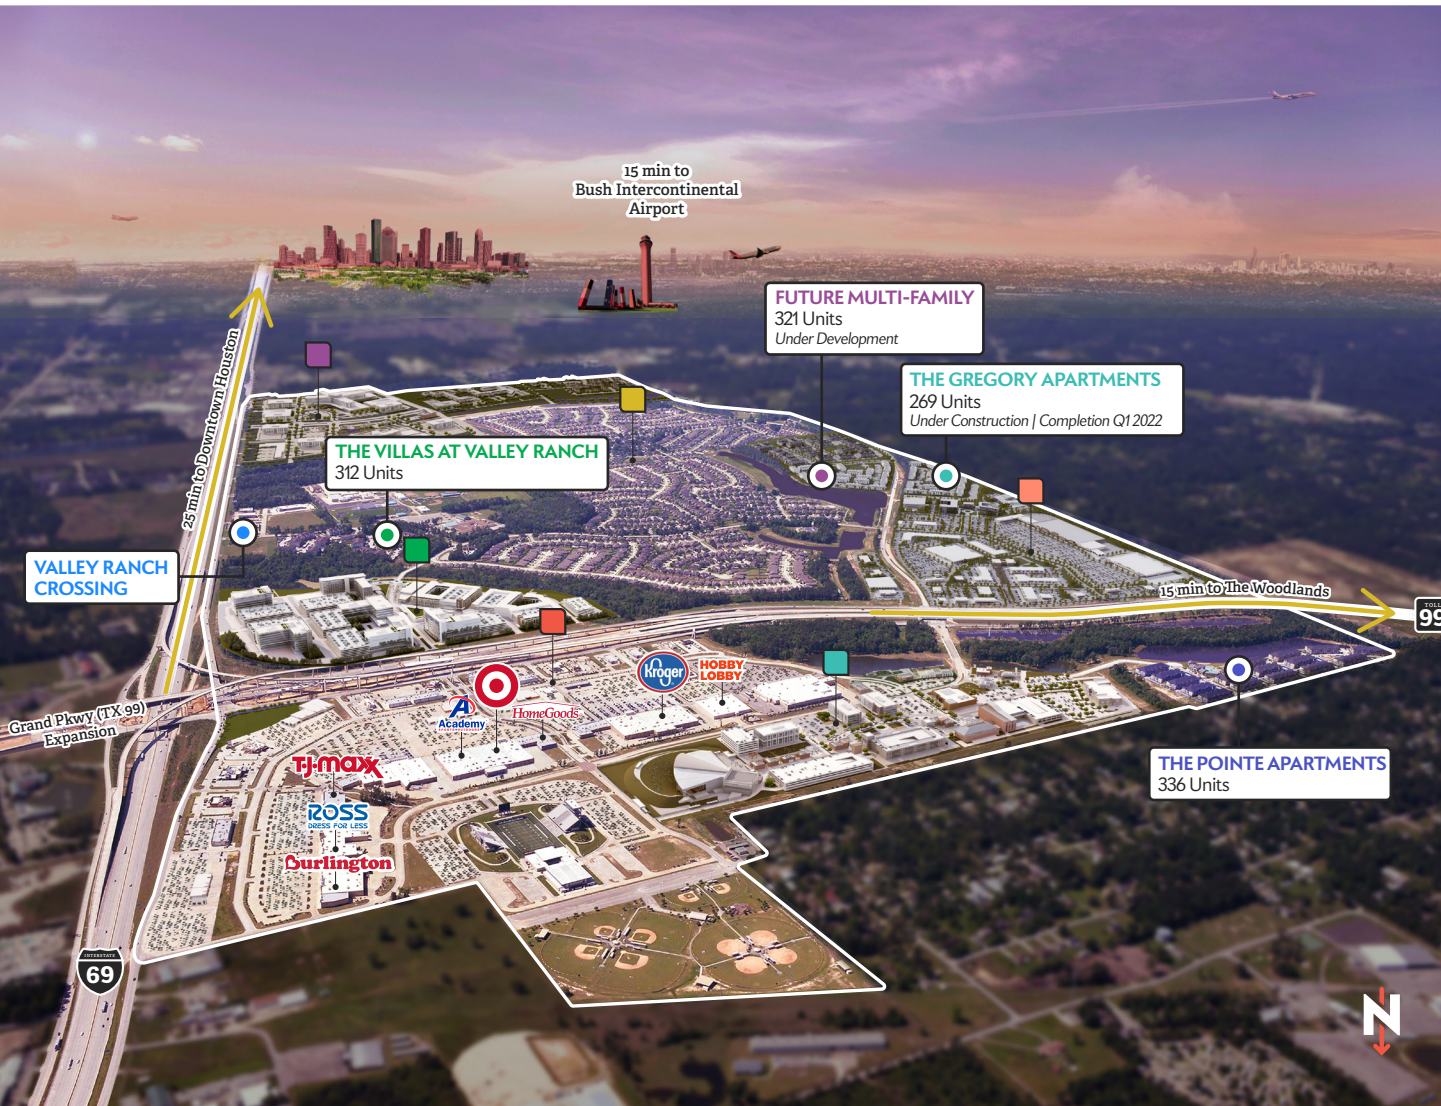 15 min to
Bush Intercontinental
Airport
FUTURE MULTI-FAMILY
321 Units
Under Development
THE GREGORY APARTMENTS
269 Units
Under Construction | Completion Q1 2022
25 min to Downtown Houston
THE VILLAS AT VALLEY RANCH
312 Units
VALLEY RANCH
CROSSING
15 min to The Woodlands
TOLL
99
Grand Pkwy (TX 99)
Expansion
Kroger
HOBBY
LOBBY
A
Academy
HomeGoods
T.J.maxx
ROSS
DRESS FOR LESS
Burlington
THE POINTE APARTMENTS
336 Units
INTERSTATE
69
N